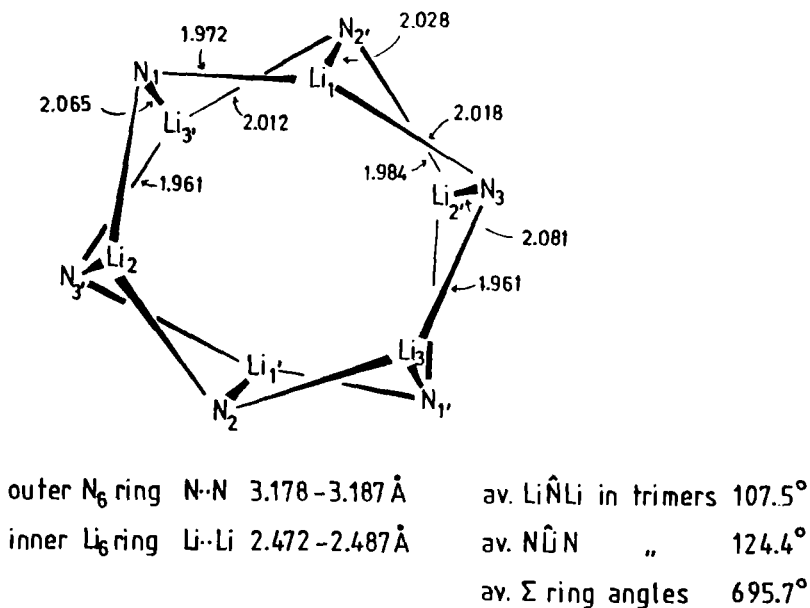 1.972
N2'
2.028
N1
Li1
2.065
Li3'
2.012
2.018
1.984
1.961
Li2'
N3
2.081
Li2
N3'
1.961
Li3
Li1'
N2
N1'
outer N6 ring N··N 3.178–3.187 Å
av. LiN̂Li in trimers 107.5°
inner Li6 ring Li··Li 2.472–2.487 Å
av. NL̂iN „ 124.4°
av. Σ ring angles 695.7°